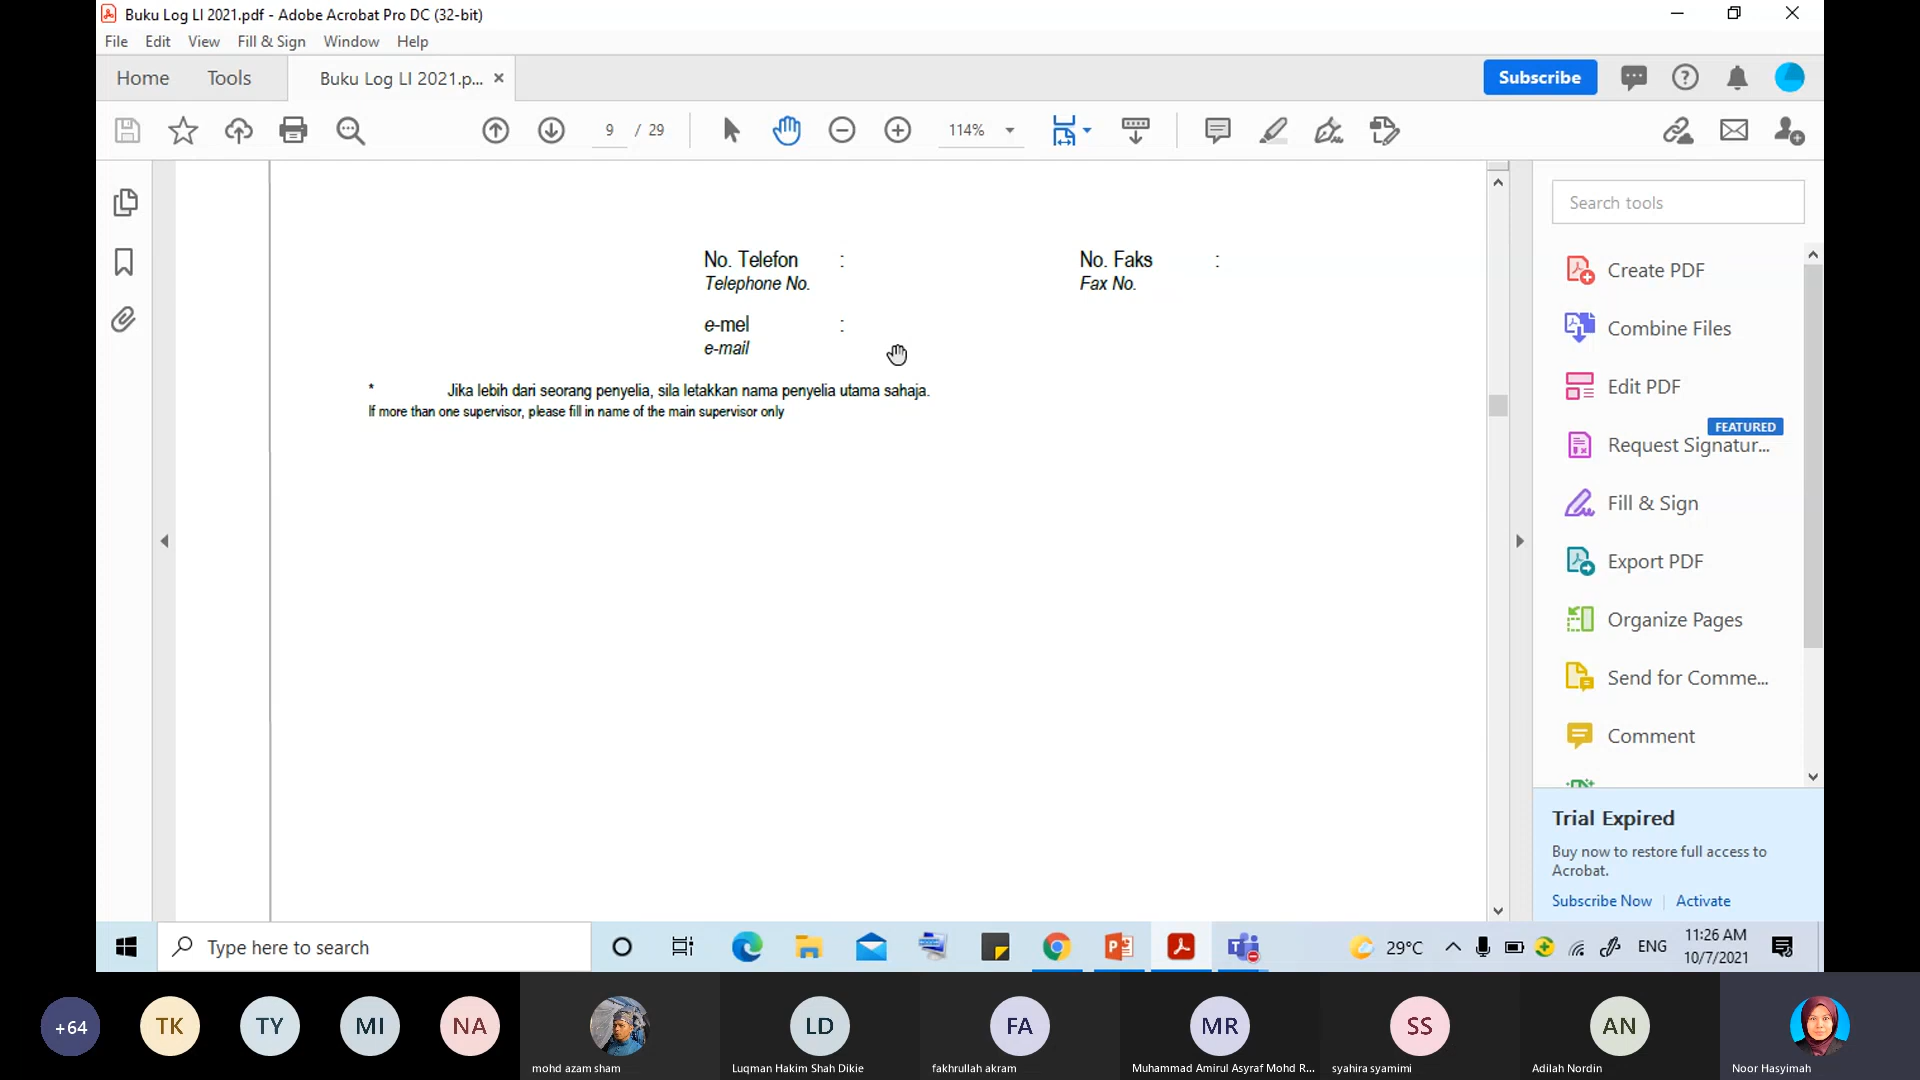 Buku Log LI 2021.pdf - Adobe Acrobat Pro DC (32-bit)
File Edit View Fill & Sign Window Help
Home Tools Buku Log LI 2021.p... ×
Subscribe
9 / 29
114%
No. Telefon :
Telephone No.
No. Faks :
Fax No.
e-mel :
e-mail
* Jika lebih dari seorang penyelia, sila letakkan nama penyelia utama sahaja.
If more than one supervisor, please fill in name of the main supervisor only
Search tools
Create PDF
Combine Files
Edit PDF
FEATURED
Request Signatur...
Fill & Sign
Export PDF
Organize Pages
Send for Comme...
Comment
Trial Expired
Buy now to restore full access to
Acrobat.
Subscribe Now | Activate
Type here to search
29°C
ENG
11:26 AM
10/7/2021
+64
TK
TY
MI
NA
mohd azam sham
LD
Luqman Hakim Shah Dikie
FA
fakhrullah akram
MR
Muhammad Amirul Asyraf Mohd R...
SS
syahira syamimi
AN
Adilah Nordin
Noor Hasyimah